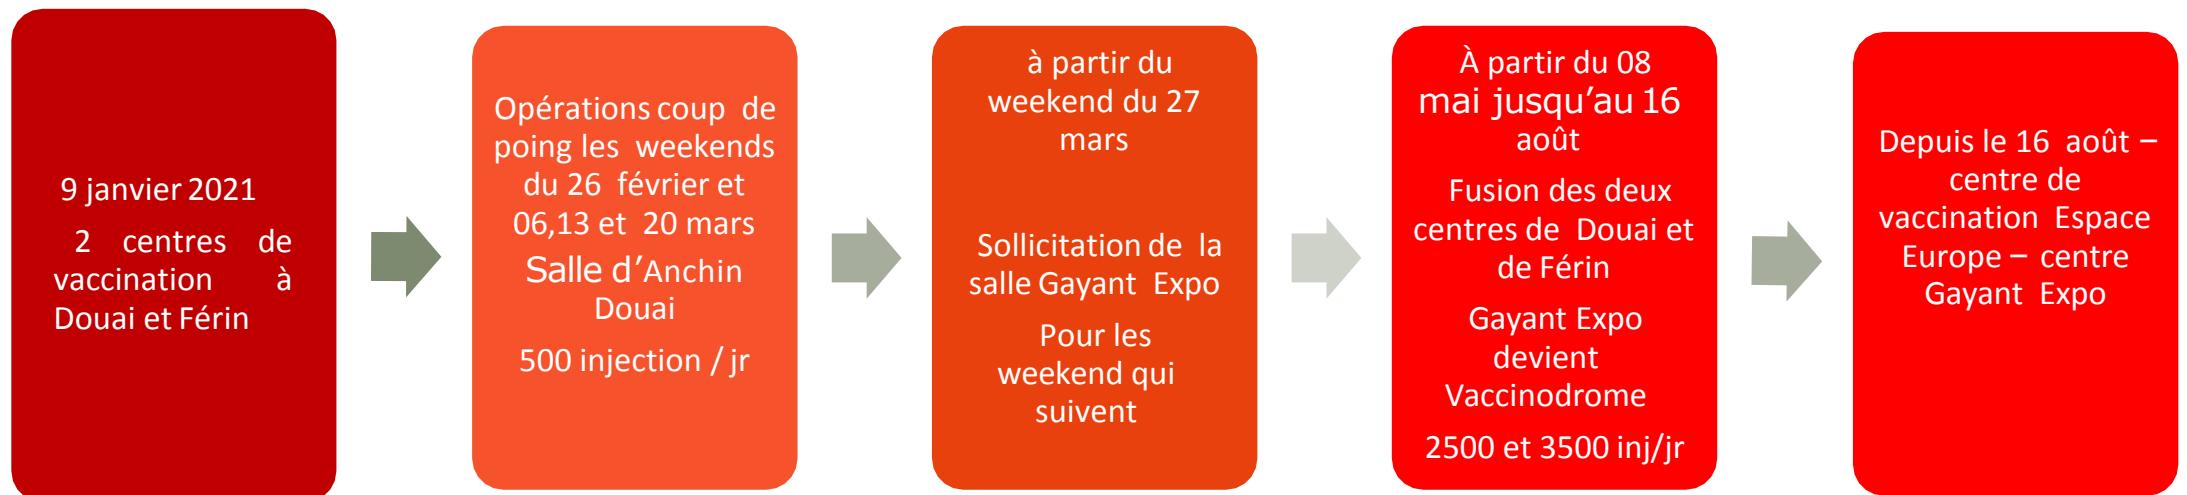 9 janvier 2021
2 centres de
vaccination à
Douai et Férin
Opérations coup de
poing les weekends
du 26 février et
06,13 et 20 mars
Salle d’Anchin
Douai
500 injection / jr
à partir du
weekend du 27
mars
Sollicitation de la
salle Gayant Expo
Pour les
weekend qui
suivent
À partir du 08
mai jusqu’au 16
août
Fusion des deux
centres de Douai et
de Férin
Gayant Expo
devient
Vaccinodrome
2500 et 3500 inj/jr
Depuis le 16 août –
centre de
vaccination Espace
Europe – centre
Gayant Expo